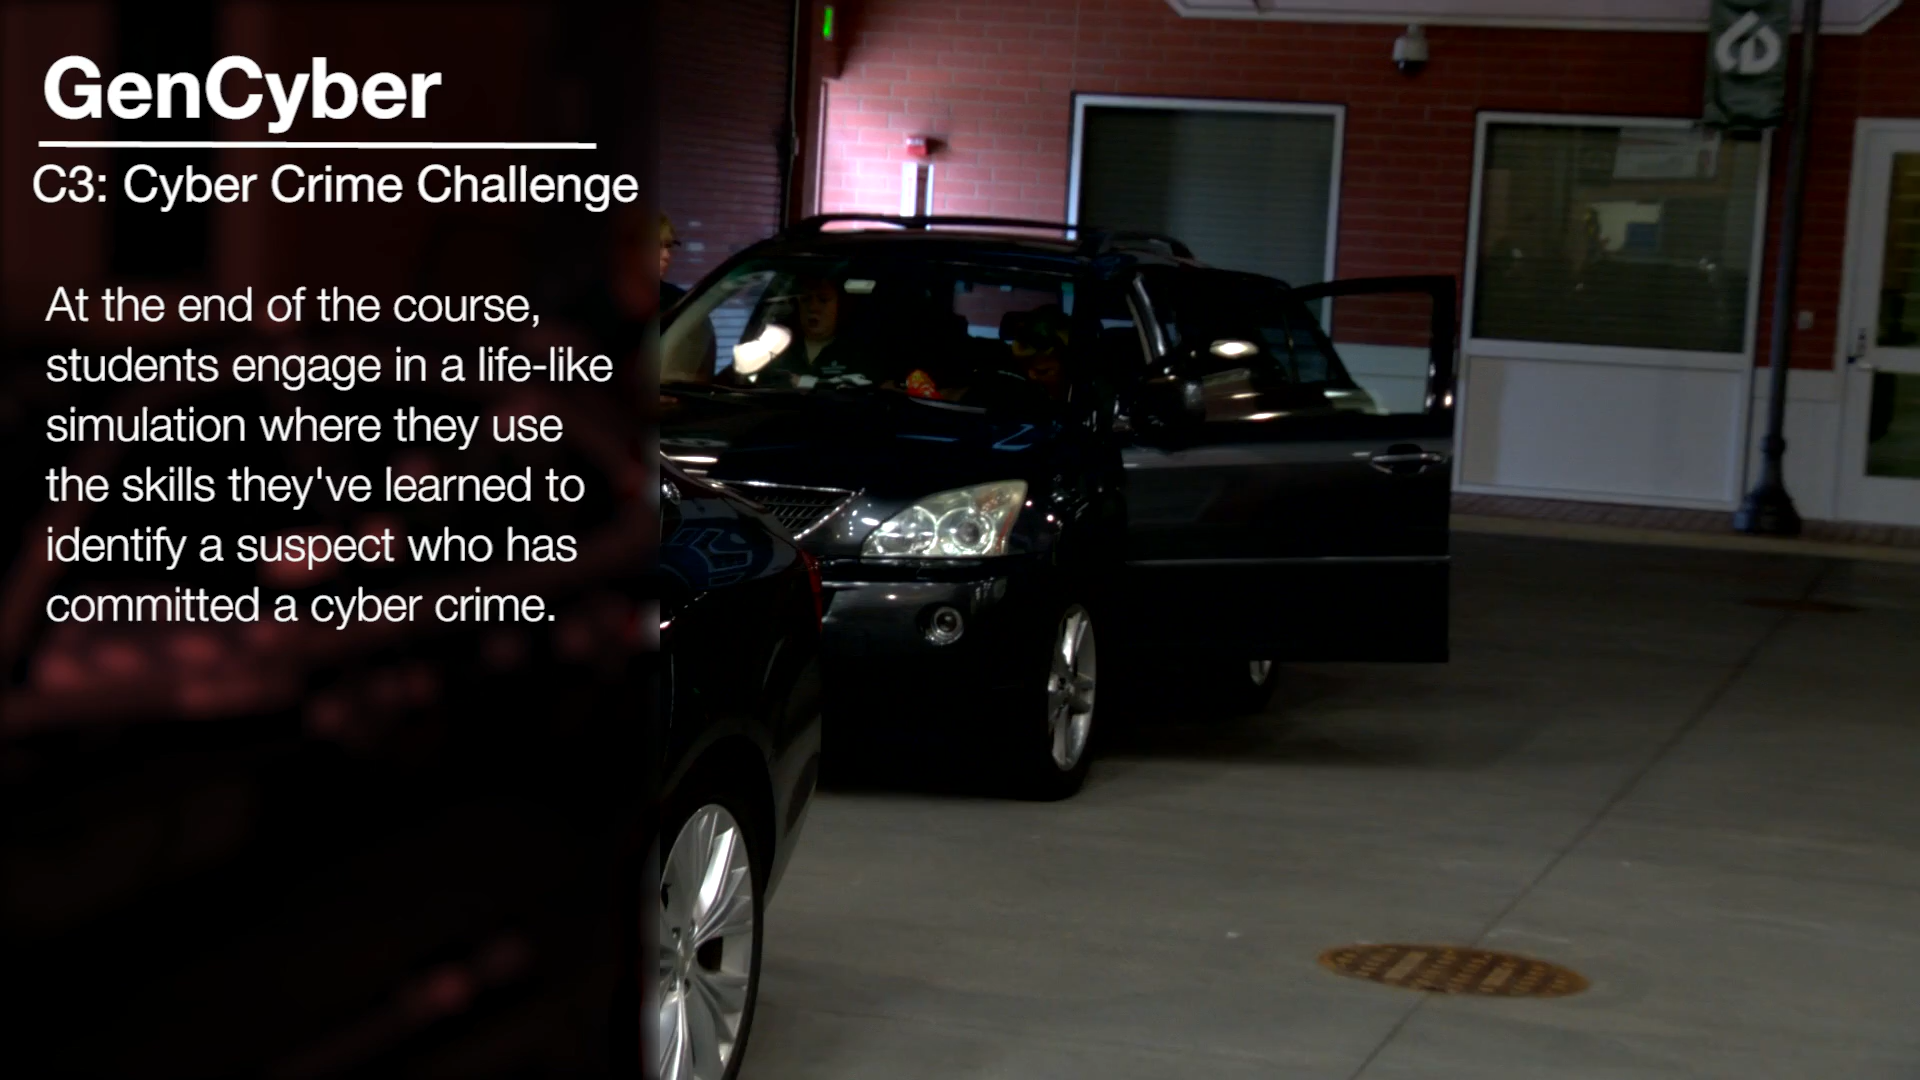 GenCyber
C3: Cyber Crime Challenge
At the end of the course,
students engage in a life-like
simulation where they use
the skills they've learned to
identify a suspect who has
committed a cyber crime.